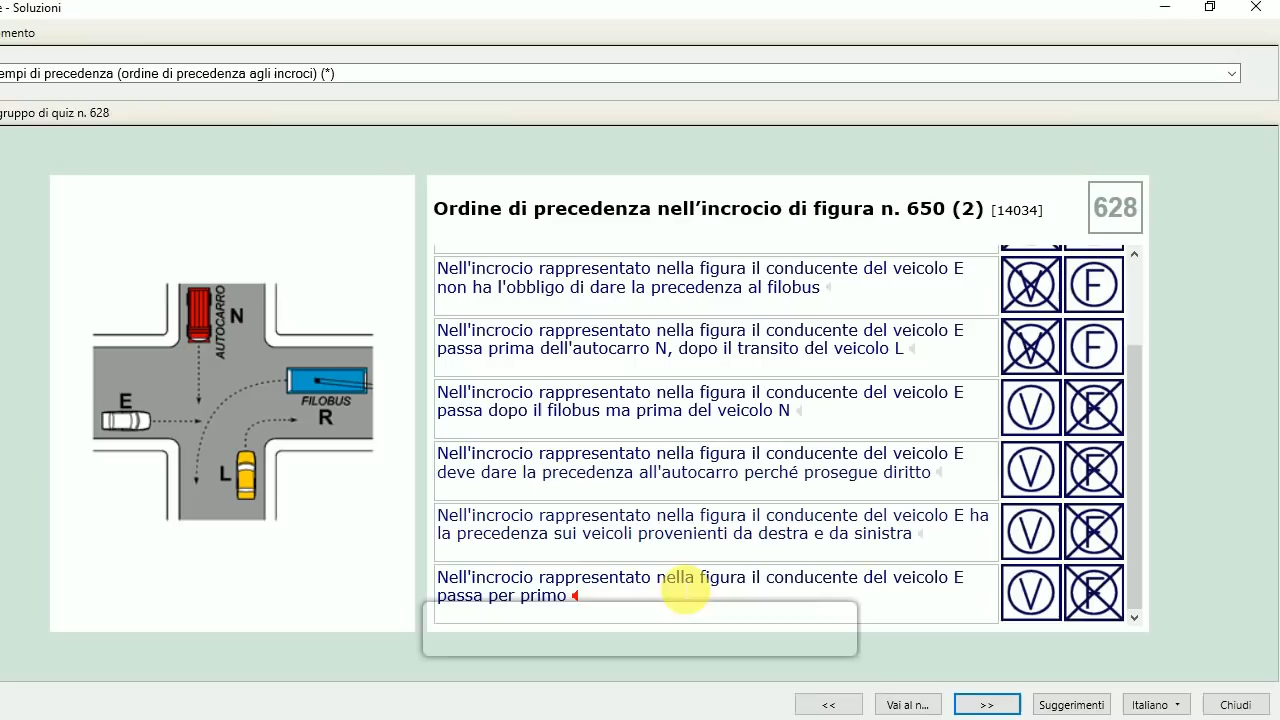 - Soluzioni
mento
empi di precedenza (ordine di precedenza agli incroci) (*)
gruppo di quiz n. 628
Ordine di precedenza nell’incrocio di figura n. 650 (2) [14034]
628
Nell'incrocio rappresentato nella figura il conducente del veicolo E
non ha l'obbligo di dare la precedenza al filobus
V F
Nell'incrocio rappresentato nella figura il conducente del veicolo E
passa prima dell'autocarro N, dopo il transito del veicolo L
V F
Nell'incrocio rappresentato nella figura il conducente del veicolo E
passa dopo il filobus ma prima del veicolo N
V F
Nell'incrocio rappresentato nella figura il conducente del veicolo E
deve dare la precedenza all'autocarro perché prosegue diritto
V F
Nell'incrocio rappresentato nella figura il conducente del veicolo E ha
la precedenza sui veicoli provenienti da destra e da sinistra
V F
Nell'incrocio rappresentato nella figura il conducente del veicolo E
passa per primo
V F
AUTOCARRO
N
E
FILOBUS
R
L
<<
Vai al n...
>>
Suggerimenti
Italiano
Chiudi